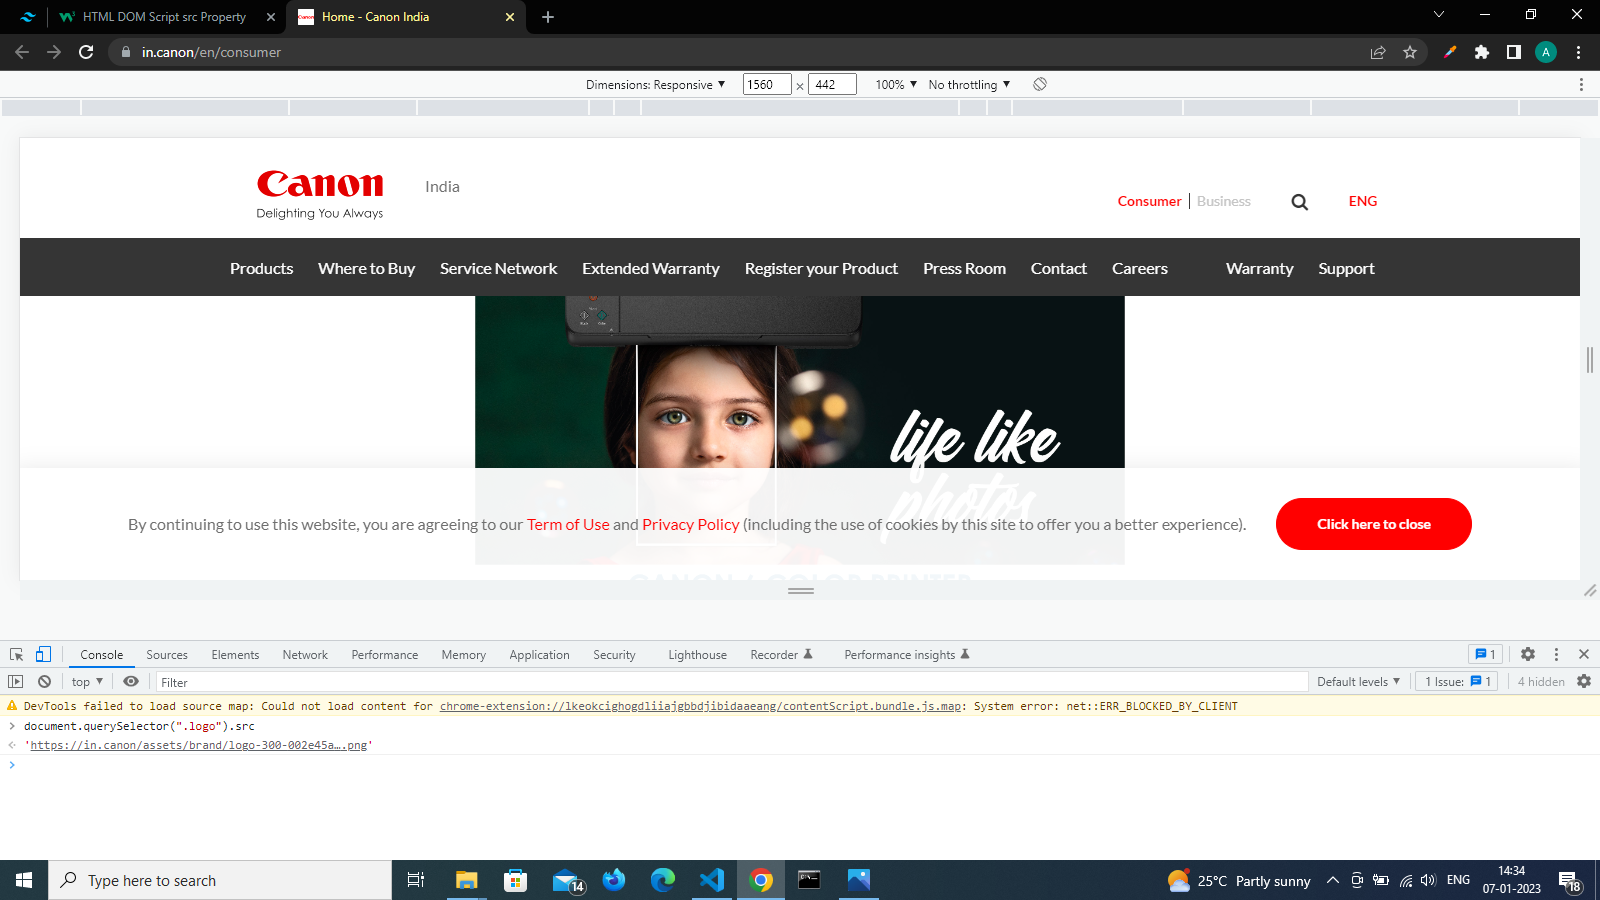 HTML DOM Script src Property
Home - Canon India
in.canon/en/consumer
A
Dimensions: Responsive ▼ 1560 × 442 100% ▼ No throttling ▼
Canon
Delighting You Always
India
Consumer | Business
ENG
Products Where to Buy Service Network Extended Warranty Register your Product Press Room Contact Careers Warranty Support
life like
photos
By continuing to use this website, you are agreeing to our Term of Use and Privacy Policy (including the use of cookies by this site to offer you a better experience).
Click here to close
Console Sources Elements Network Performance Memory Application Security Lighthouse Recorder Performance insights
1
top ▼ Filter Default levels ▼ 1 Issue: 1 4 hidden
DevTools failed to load source map: Could not load content for chrome-extension://lkeokcighogdliiajgbbdjibidaaeang/contentScript.bundle.js.map: System error: net::ERR_BLOCKED_BY_CLIENT
document.querySelector(".logo").src
'https://in.canon/assets/brand/logo-300-002e45a….png'
Type here to search
14
25°C Partly sunny
ENG
14:34
07-01-2023
18